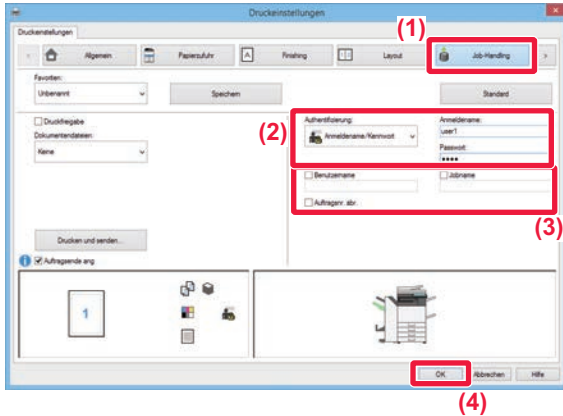 Druckeinstellungen
(1)
Druckeinstellungen
Allgemein
Papierzufuhr
A
Finishing
Layout
Job-Handling
Favoriten:
Unbenannt
Speichern
Standard
Druckfreigabe
Dokumentendateien:
Keine
(2)
Authentifizierung:
Anmeldename/Kennwort
Anmeldename:
user1
Passwort:
••••
Benutzername
Jobname
Auftragsnr. abr.
(3)
Drucken und senden...
Auftragsende ang
1
OK
Abbrechen
Hilfe
(4)